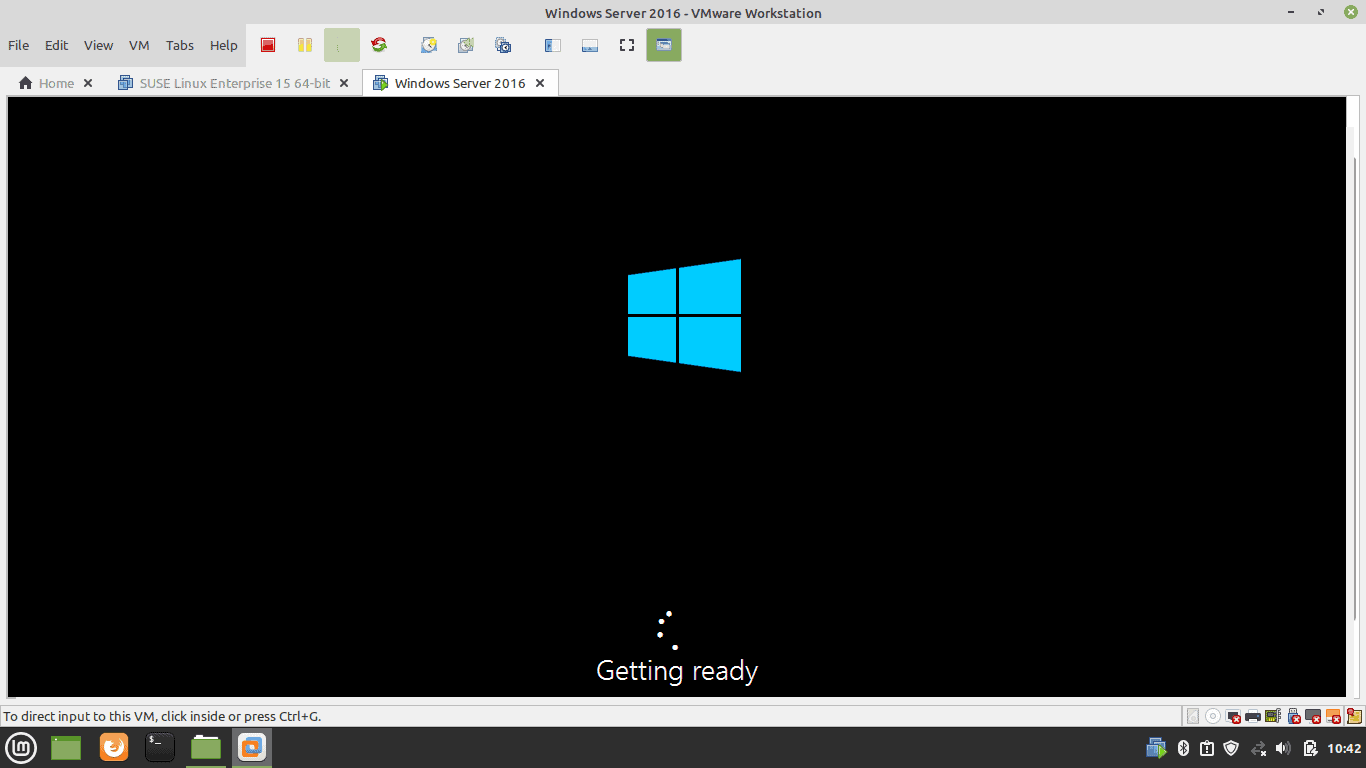 Windows Server 2016 - VMware Workstation
File Edit View VM Tabs Help
Home SUSE Linux Enterprise 15 64-bit Windows Server 2016
Getting ready
To direct input to this VM, click inside or press Ctrl+G.
10:42